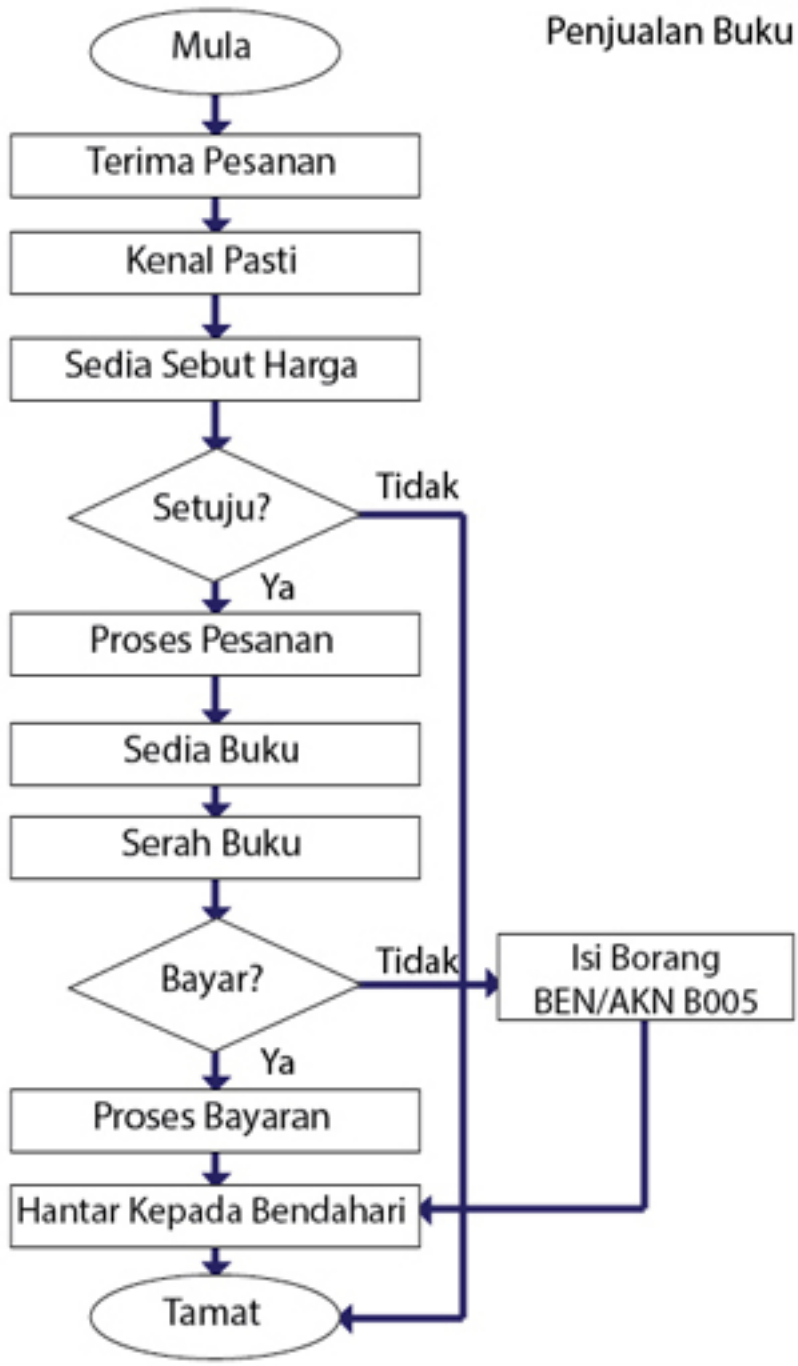 Penjualan Buku
Mula
Terima Pesanan
Kenal Pasti
Sedia Sebut Harga
Setuju?
Tidak
Ya
Proses Pesanan
Sedia Buku
Serah Buku
Bayar?
Tidak
Isi Borang
BEN/AKN B005
Ya
Proses Bayaran
Hantar Kepada Bendahari
Tamat